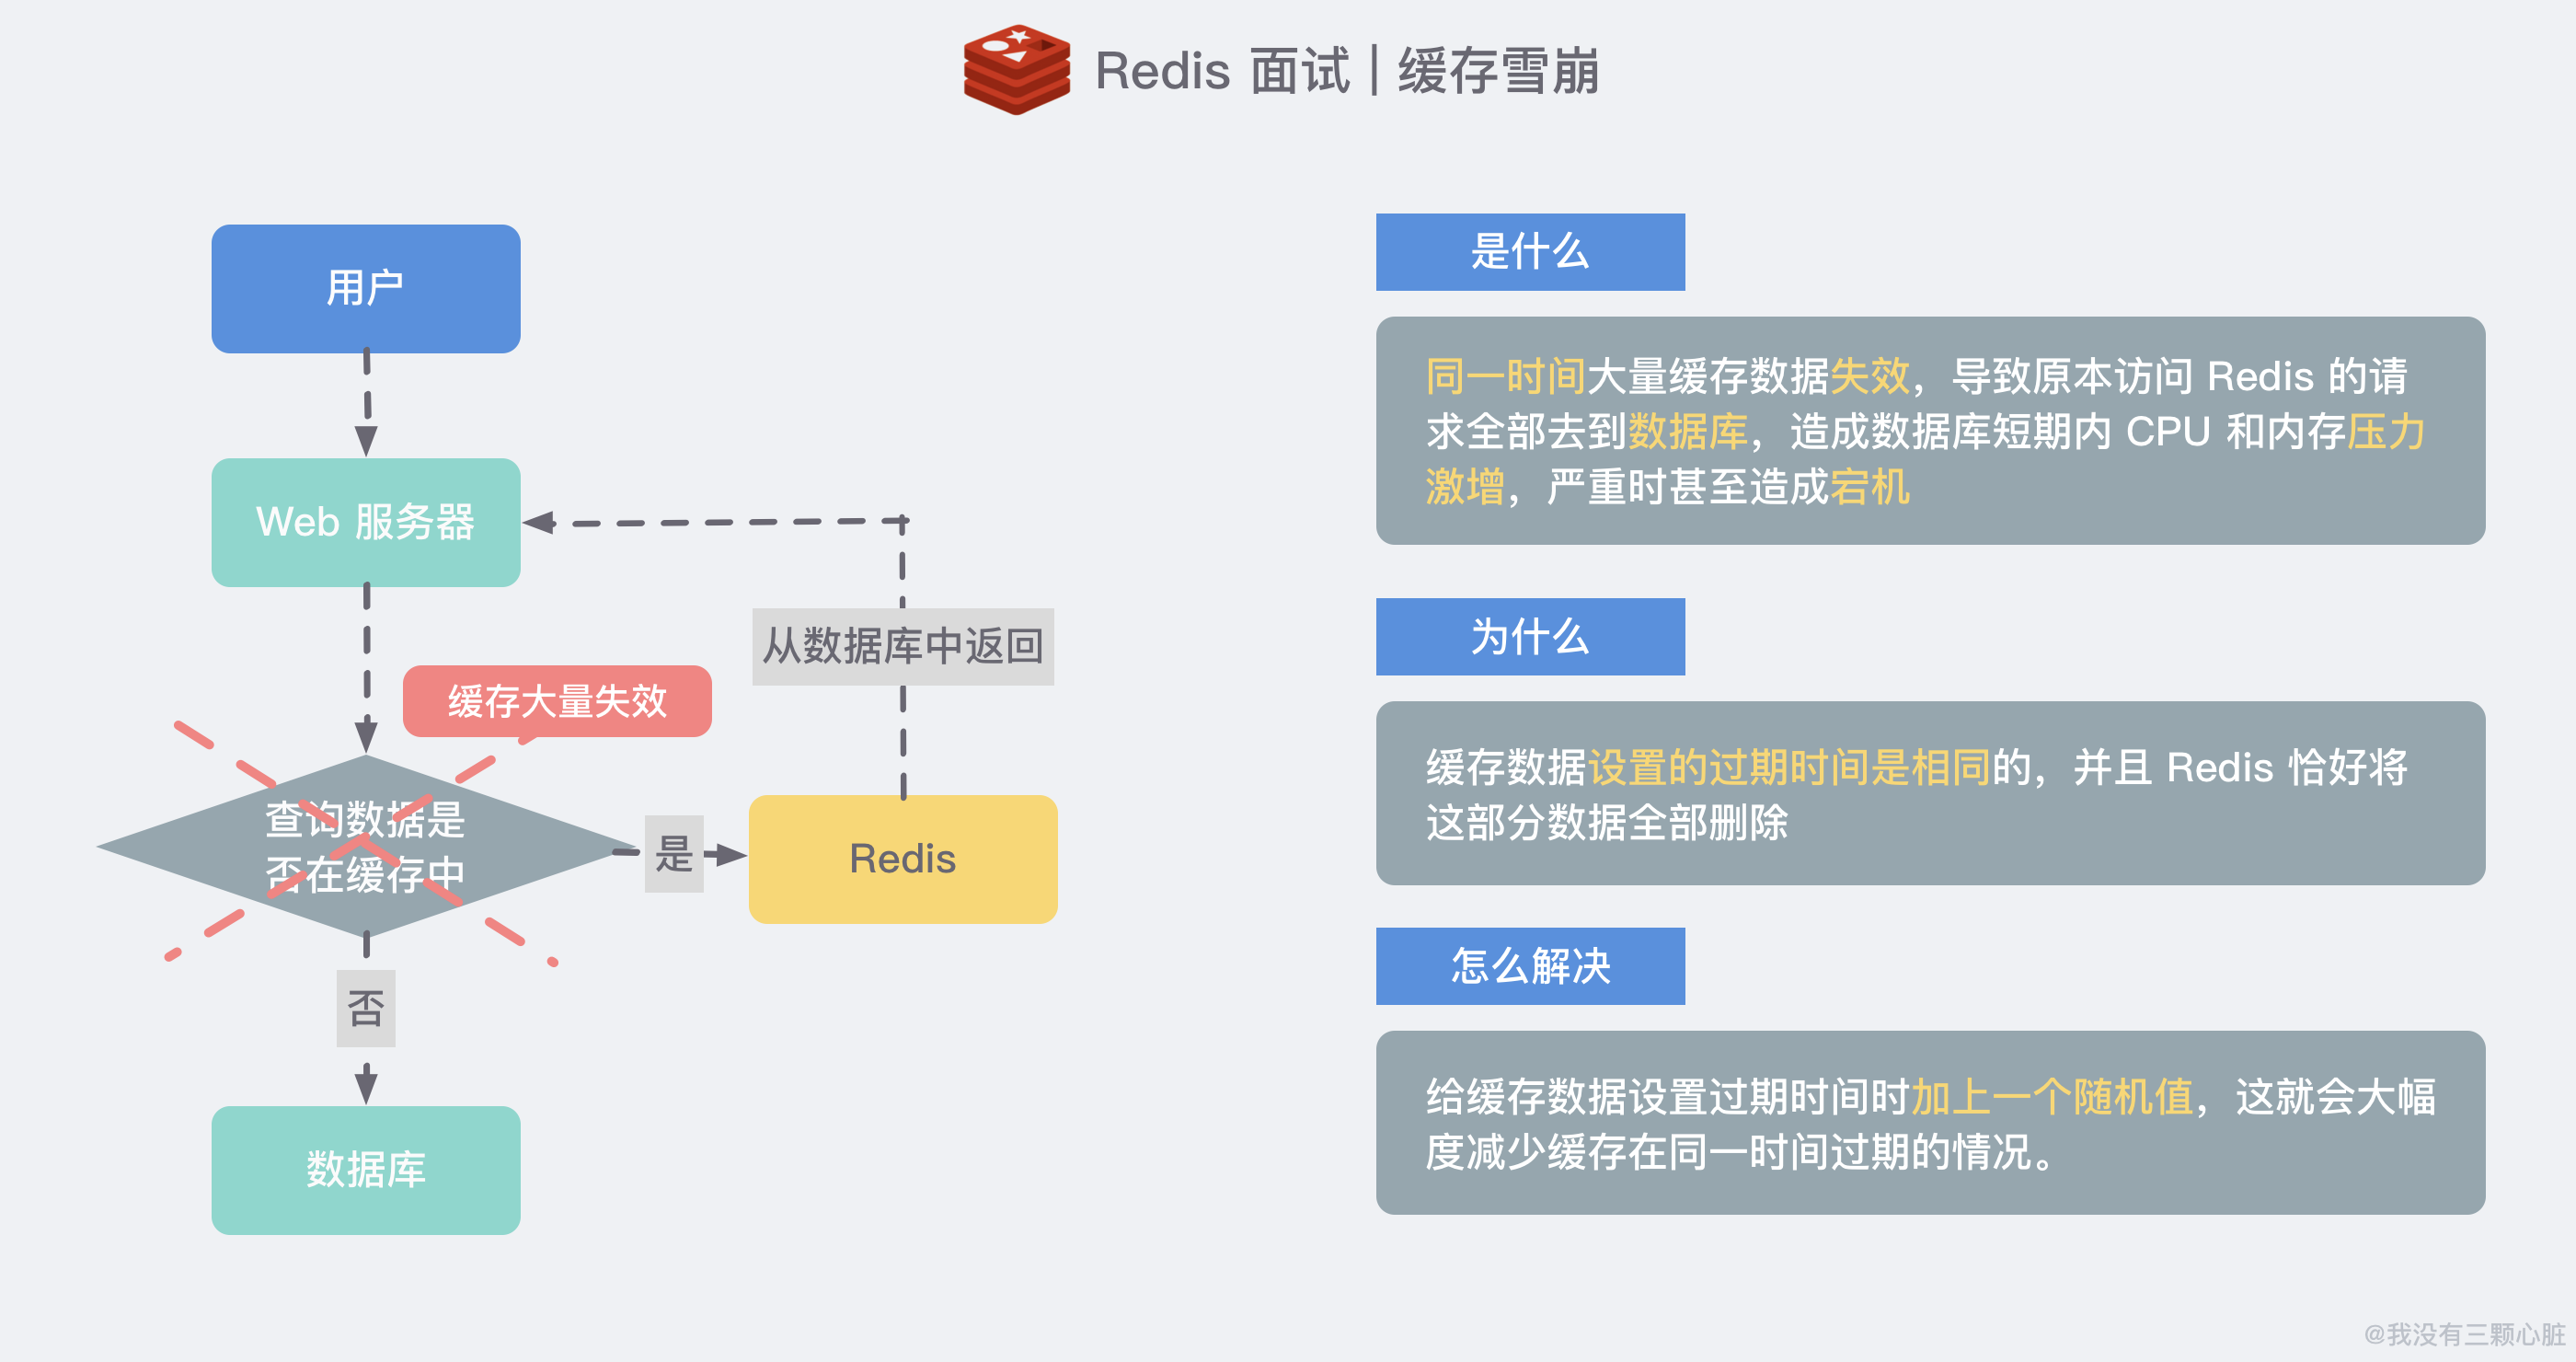 Redis 面试 | 缓存雪崩
用户
Web 服务器
从数据库中返回
缓存大量失效
查询数据是
否在缓存中
是
Redis
否
数据库
是什么
同一时间大量缓存数据失效，导致原本访问 Redis 的请
求全部去到数据库，造成数据库短期内 CPU 和内存压力
激增，严重时甚至造成宕机
为什么
缓存数据设置的过期时间是相同的，并且 Redis 恰好将
这部分数据全部删除
怎么解决
给缓存数据设置过期时间时加上一个随机值，这就会大幅
度减少缓存在同一时间过期的情况。
@我没有三颗心脏